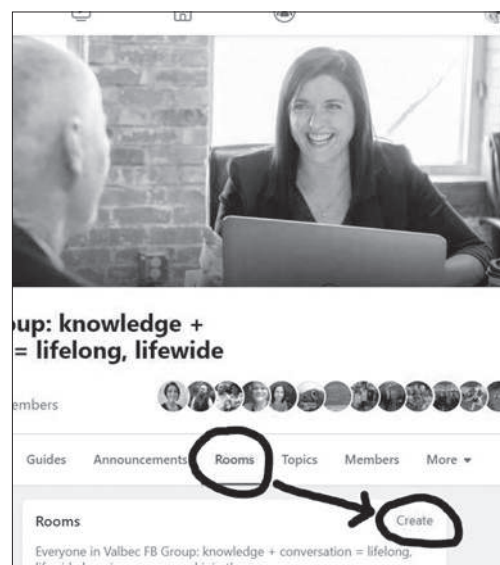 up: knowledge +
= lifelong, lifewide
embers
Guides Announcements Rooms Topics Members More
Rooms
Create
Everyone in Valbec FB Group: knowledge + conversation = lifelong,